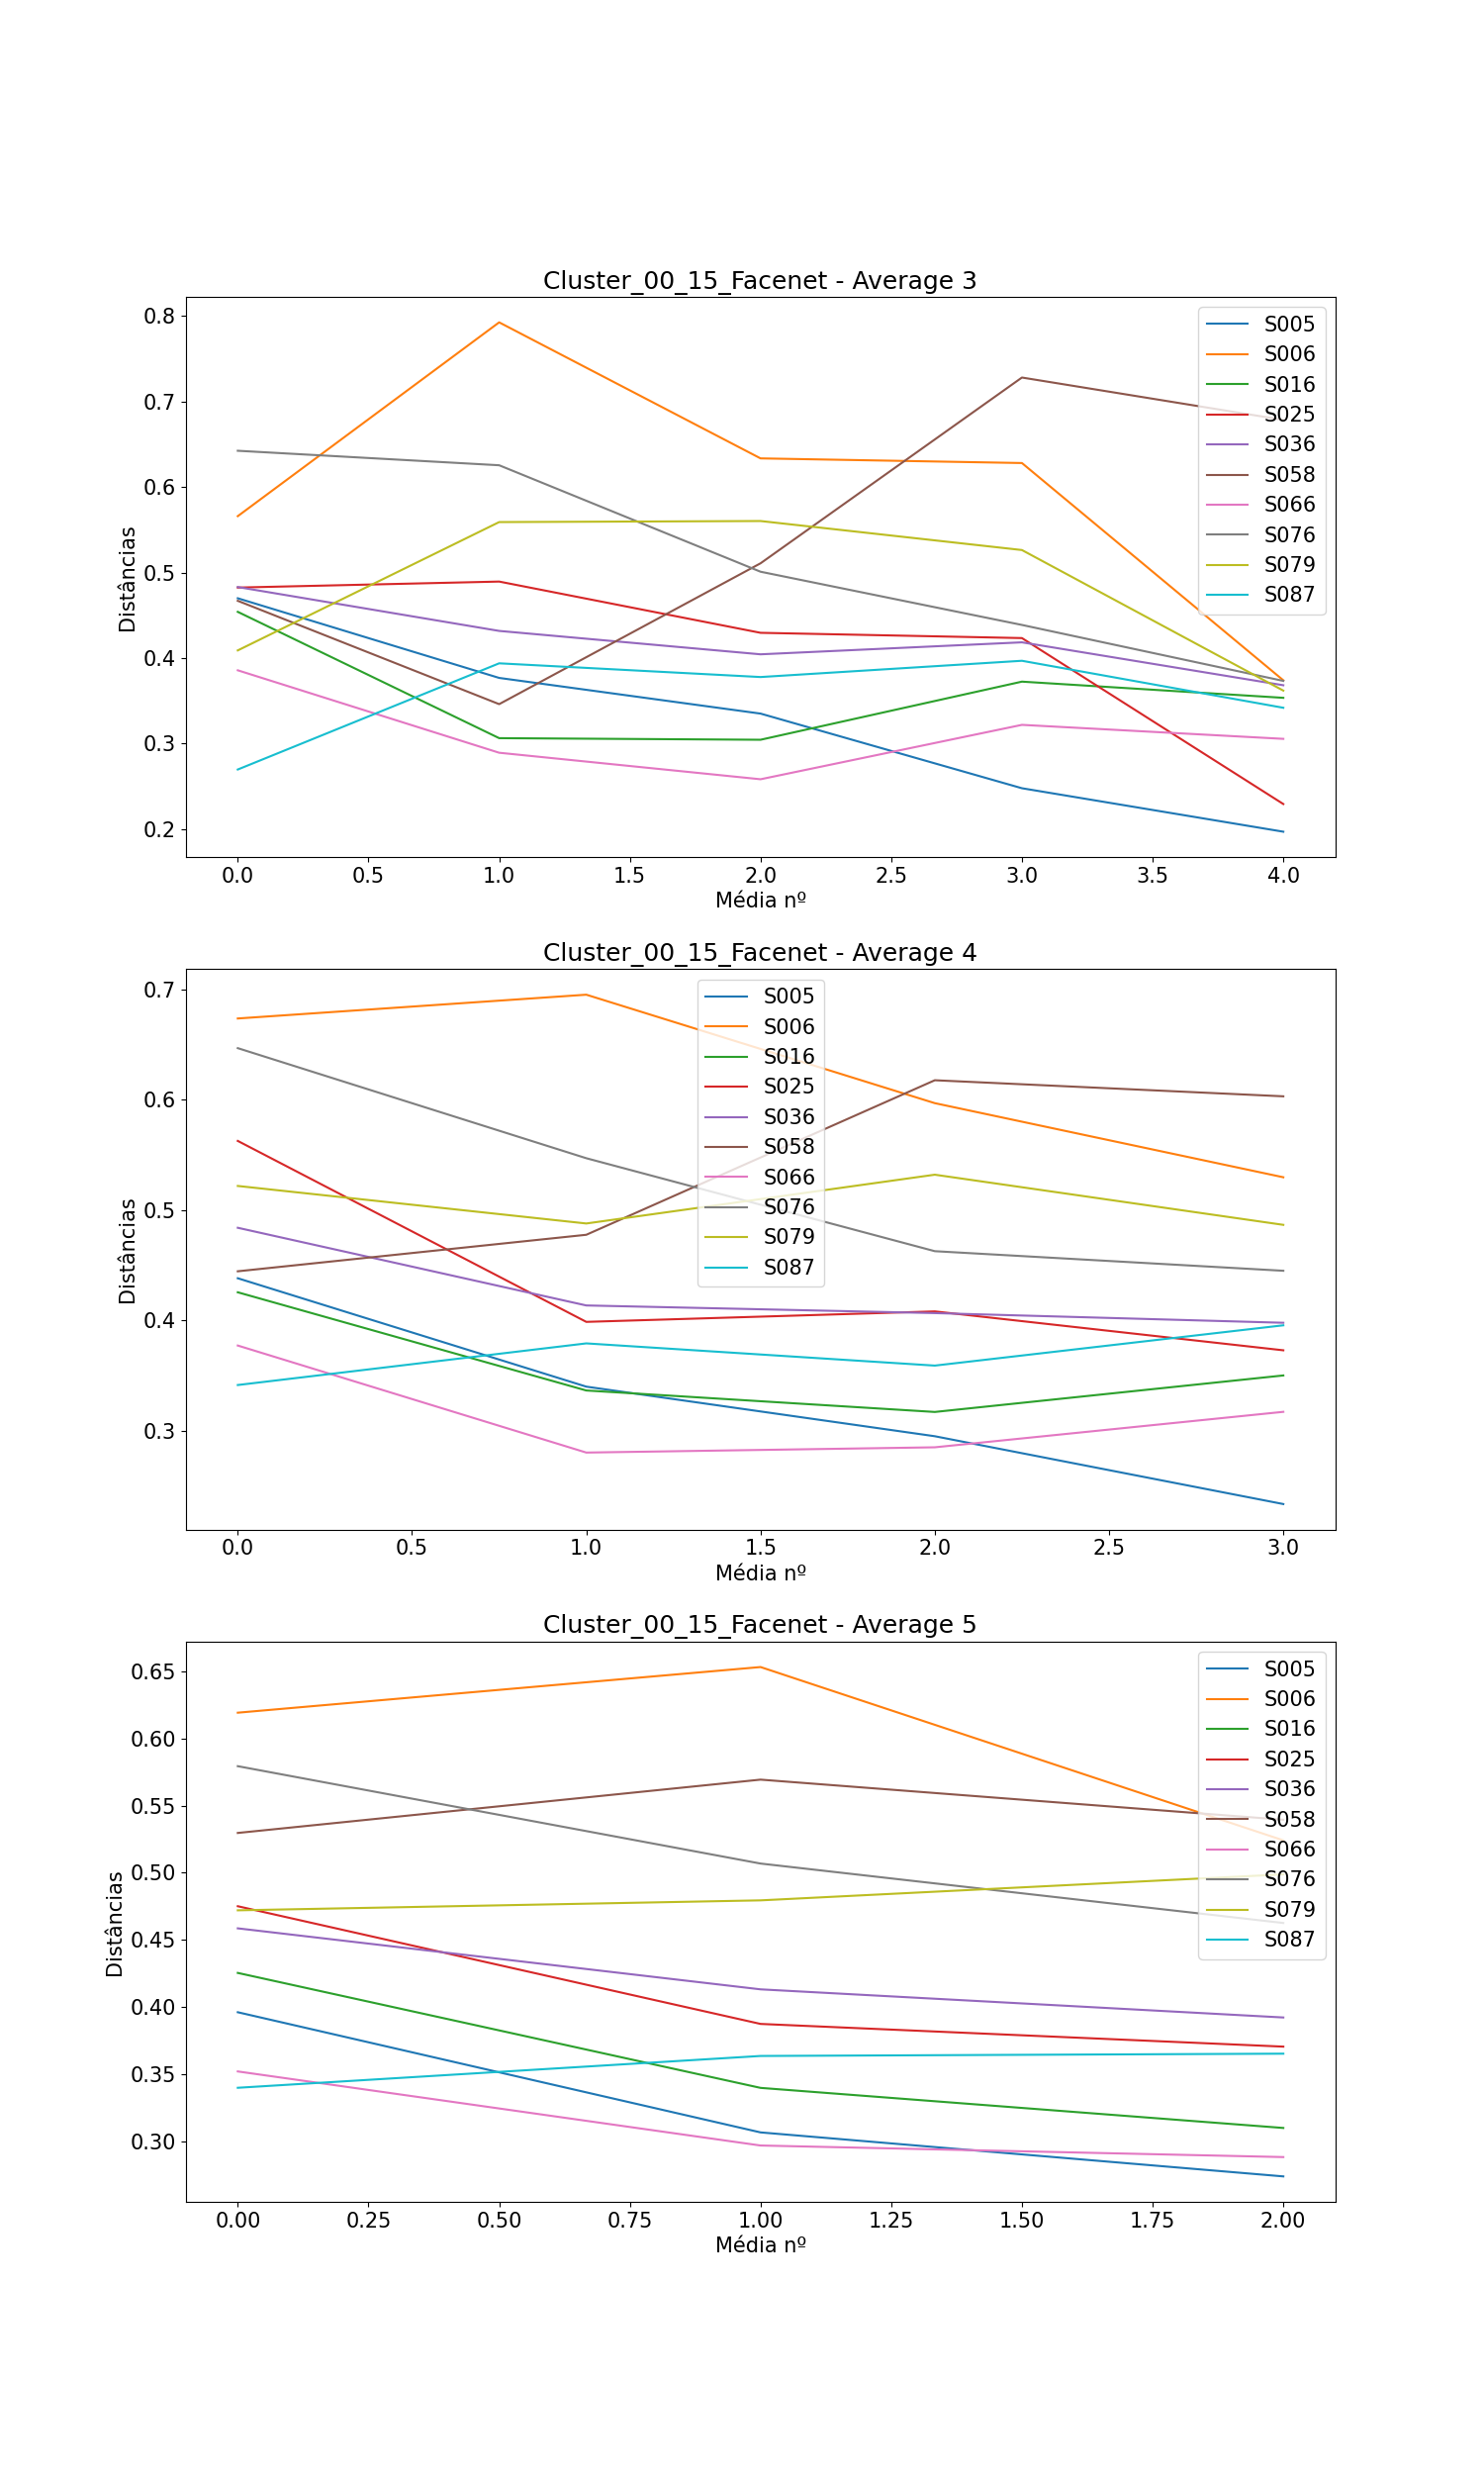 Cluster_00_15_Facenet - Average 3
0.8
0.7
0.6
0.5
0.4
0.3
0.2
Distâncias
S005
S006
S016
S025
S036
S058
S066
S076
S079
S087
0.0 0.5 1.0 1.5 2.0 2.5 3.0 3.5 4.0
Média nº
Cluster_00_15_Facenet - Average 4
0.7
0.6
0.5
0.4
0.3
Distâncias
S005
S006
S016
S025
S036
S058
S066
S076
S079
S087
0.0 0.5 1.0 1.5 2.0 2.5 3.0
Média nº
Cluster_00_15_Facenet - Average 5
0.65
0.60
0.55
0.50
0.45
0.40
0.35
0.30
Distâncias
S005
S006
S016
S025
S036
S058
S066
S076
S079
S087
0.00 0.25 0.50 0.75 1.00 1.25 1.50 1.75 2.00
Média nº